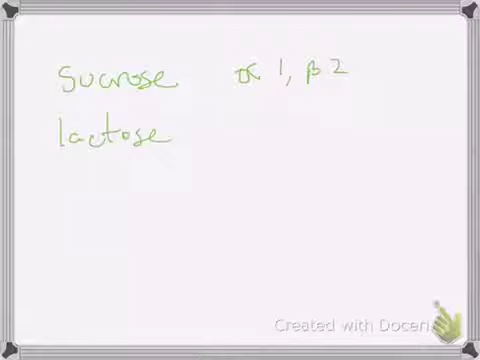 Sucrose α 1, β 2
lactose
Created with Doceri